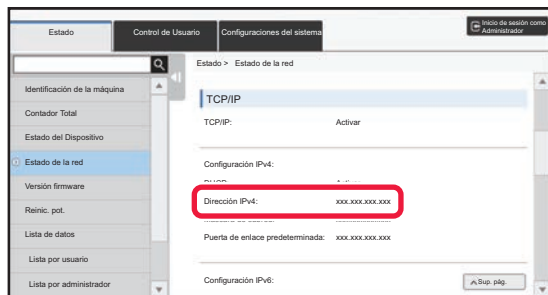 Estado
Control de Usuario
Configuraciones del sistema
Inicio de sesión como
Administrador
Estado > Estado de la red
Identificación de la máquina
Contador Total
Estado del Dispositivo
Estado de la red
Versión firmware
Reinic. pot.
Lista de datos
Lista por usuario
Lista por administrador
TCP/IP
TCP/IP: Activar
Configuración IPv4:
Dirección IPv4: xxx.xxx.xxx.xxx
Puerta de enlace predeterminada: xxx.xxx.xxx.xxx
Configuración IPv6:
Sup. pág.